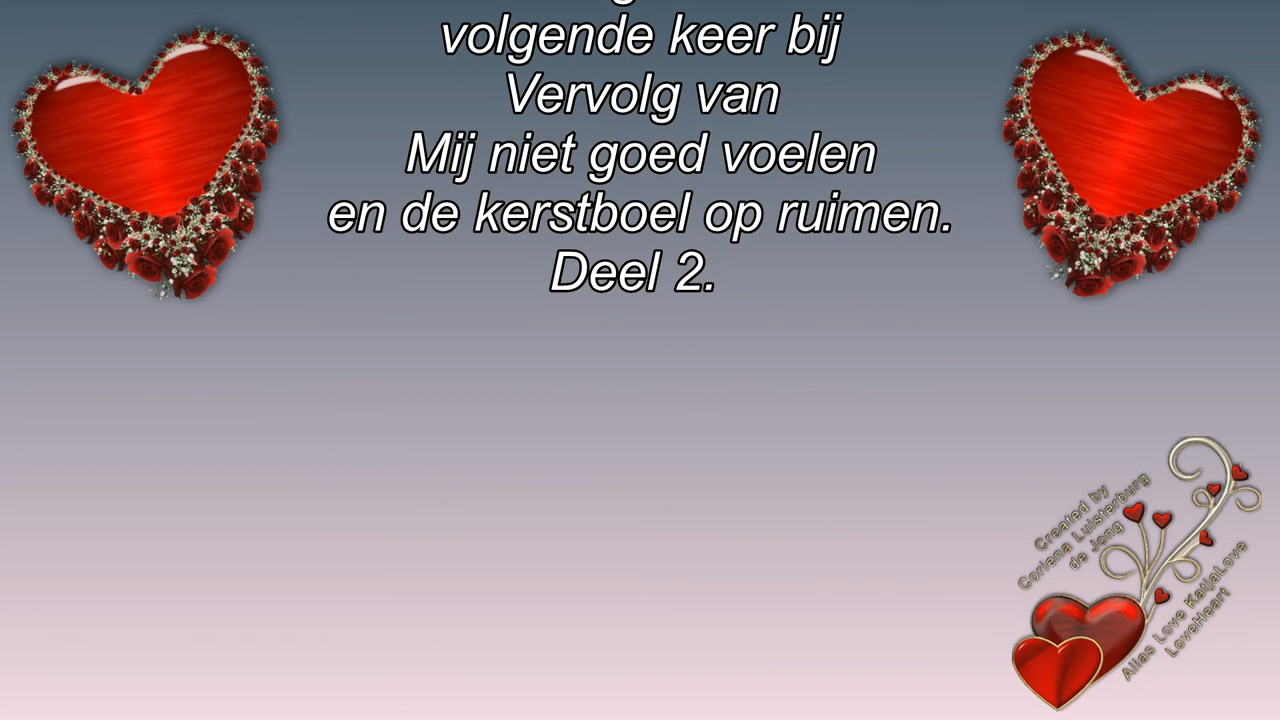 volgende keer bij
Vervolg van
Mij niet goed voelen
en de kerstboel op ruimen.
Deel 2.
Created by
Coriena Luisterburg
de Jong
Alias Love KatjaLove
LoveHeart